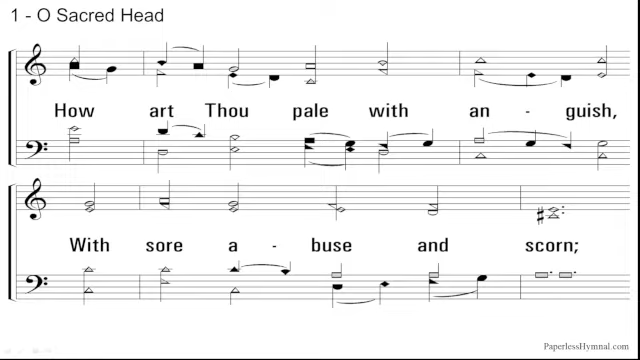 1 - O Sacred Head
How art Thou pale with an - guish,
With sore a - buse and scorn;
PaperlessHymnal.com